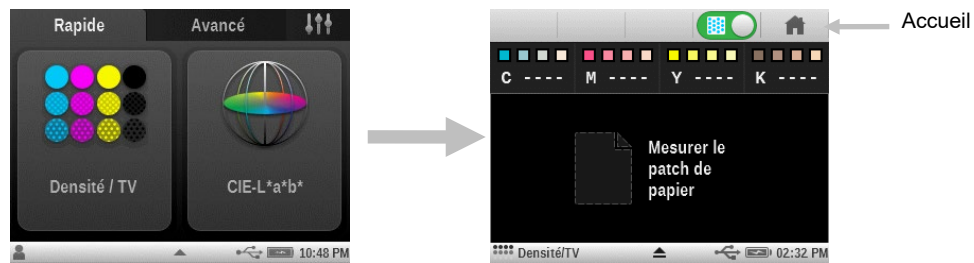 Rapide
Avancé
Densité / TV
CIE-L*a*b*
10:48 PM
Accueil
C ----
M ----
Y ----
K ----
Mesurer le
patch de
papier
Densité/TV
02:32 PM